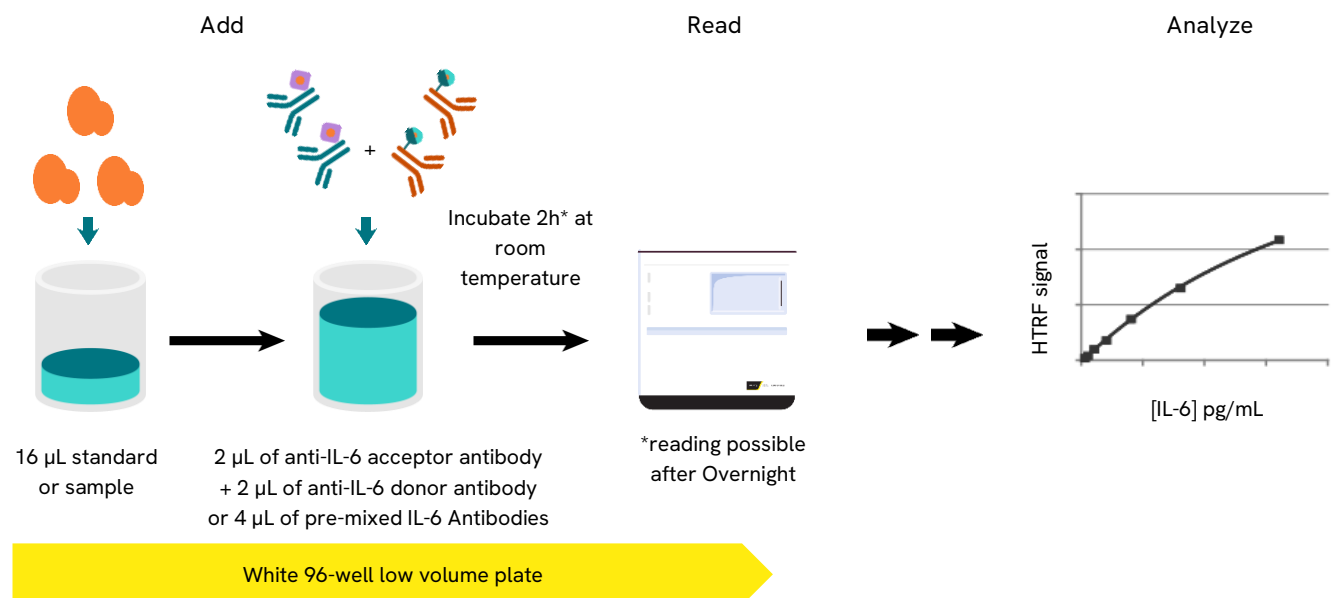 Add
Read
Analyze
+
Incubate 2h* at
room
temperature
HTRF signal
[IL-6] pg/mL
16 µL standard
or sample
2 µL of anti-IL-6 acceptor antibody
+ 2 µL of anti-IL-6 donor antibody
or 4 µL of pre-mixed IL-6 Antibodies
*reading possible
after Overnight
White 96-well low volume plate